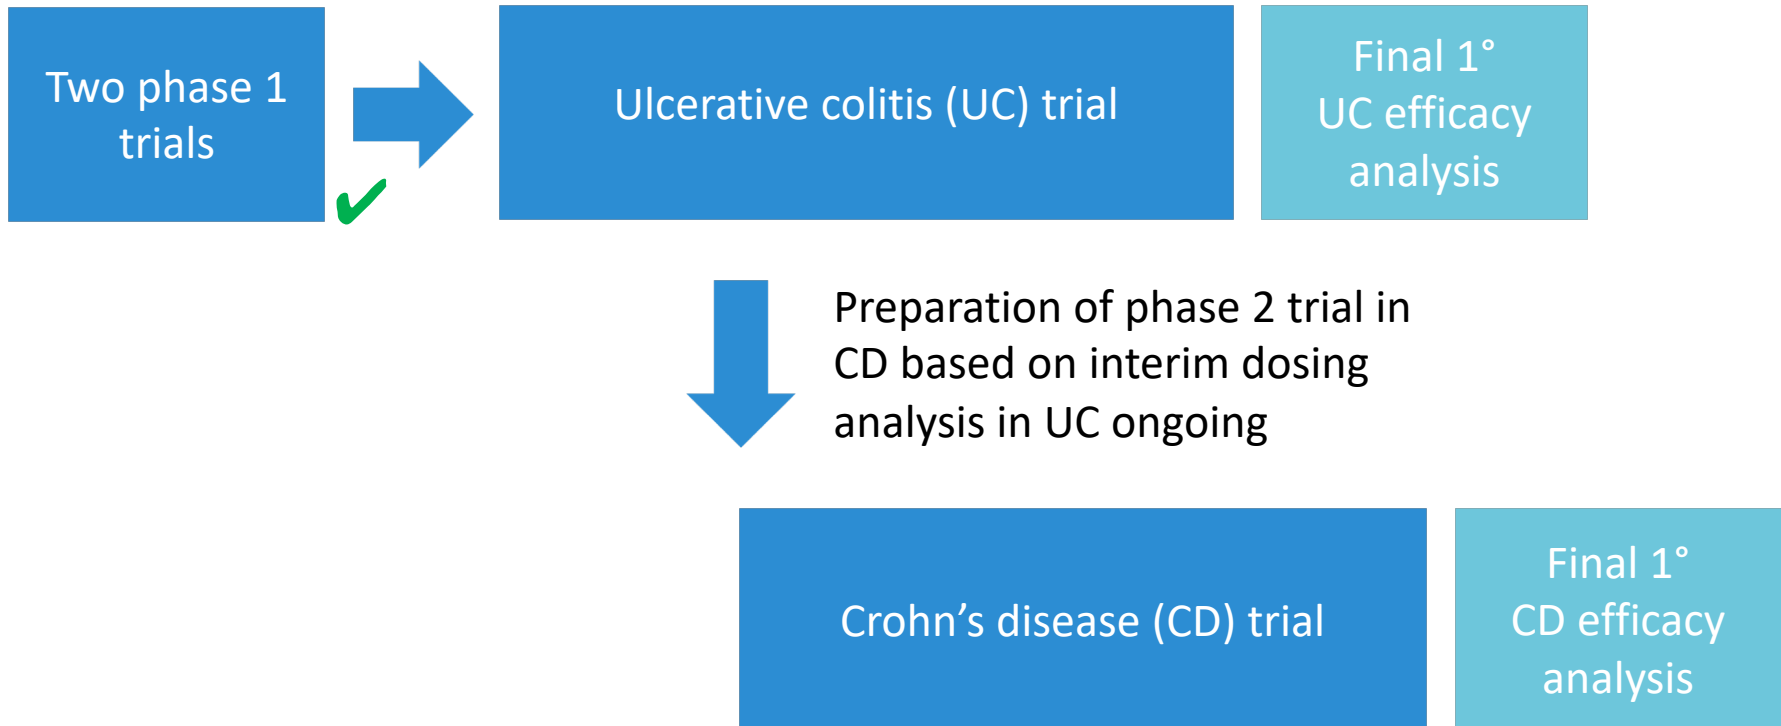 Two phase 1
trials
Ulcerative colitis (UC) trial
Final 1°
UC efficacy
analysis
Preparation of phase 2 trial in
CD based on interim dosing
analysis in UC ongoing
Crohn’s disease (CD) trial
Final 1°
CD efficacy
analysis